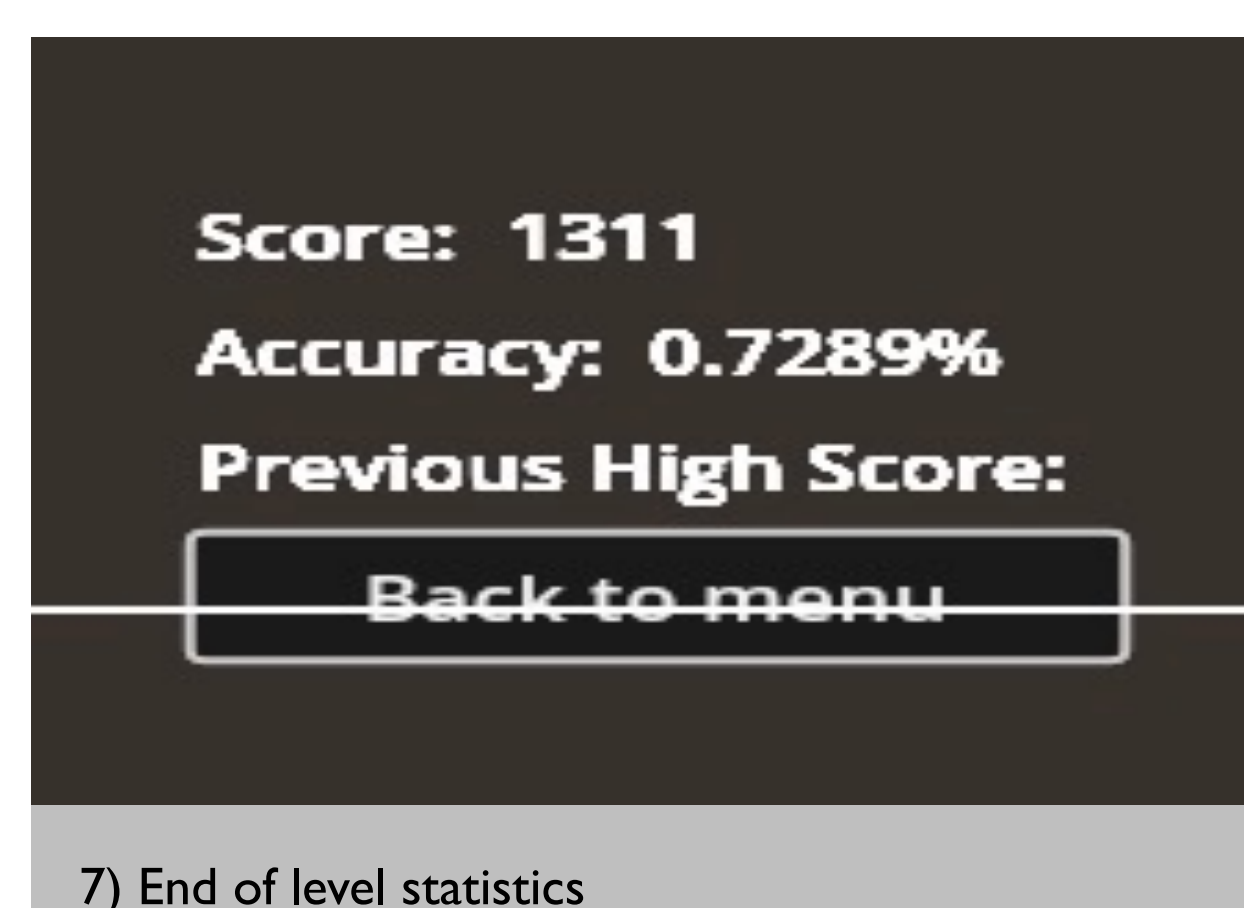 Score: 1311
Accuracy: 0.7289%
Previous High Score:
Back to menu
7) End of level statistics